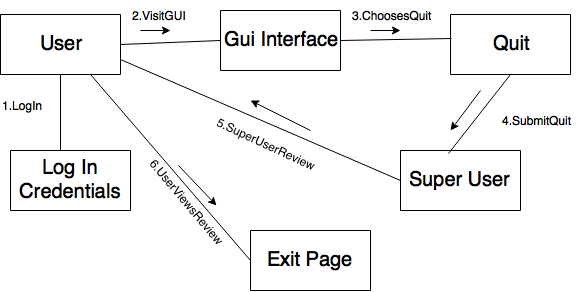 2.VisitGUI
3.ChoosesQuit
User
Gui Interface
Quit
1.LogIn
4.SubmitQuit
5.SuperUserReview
Log In
Credentials
6.UserViewsReview
Super User
Exit Page